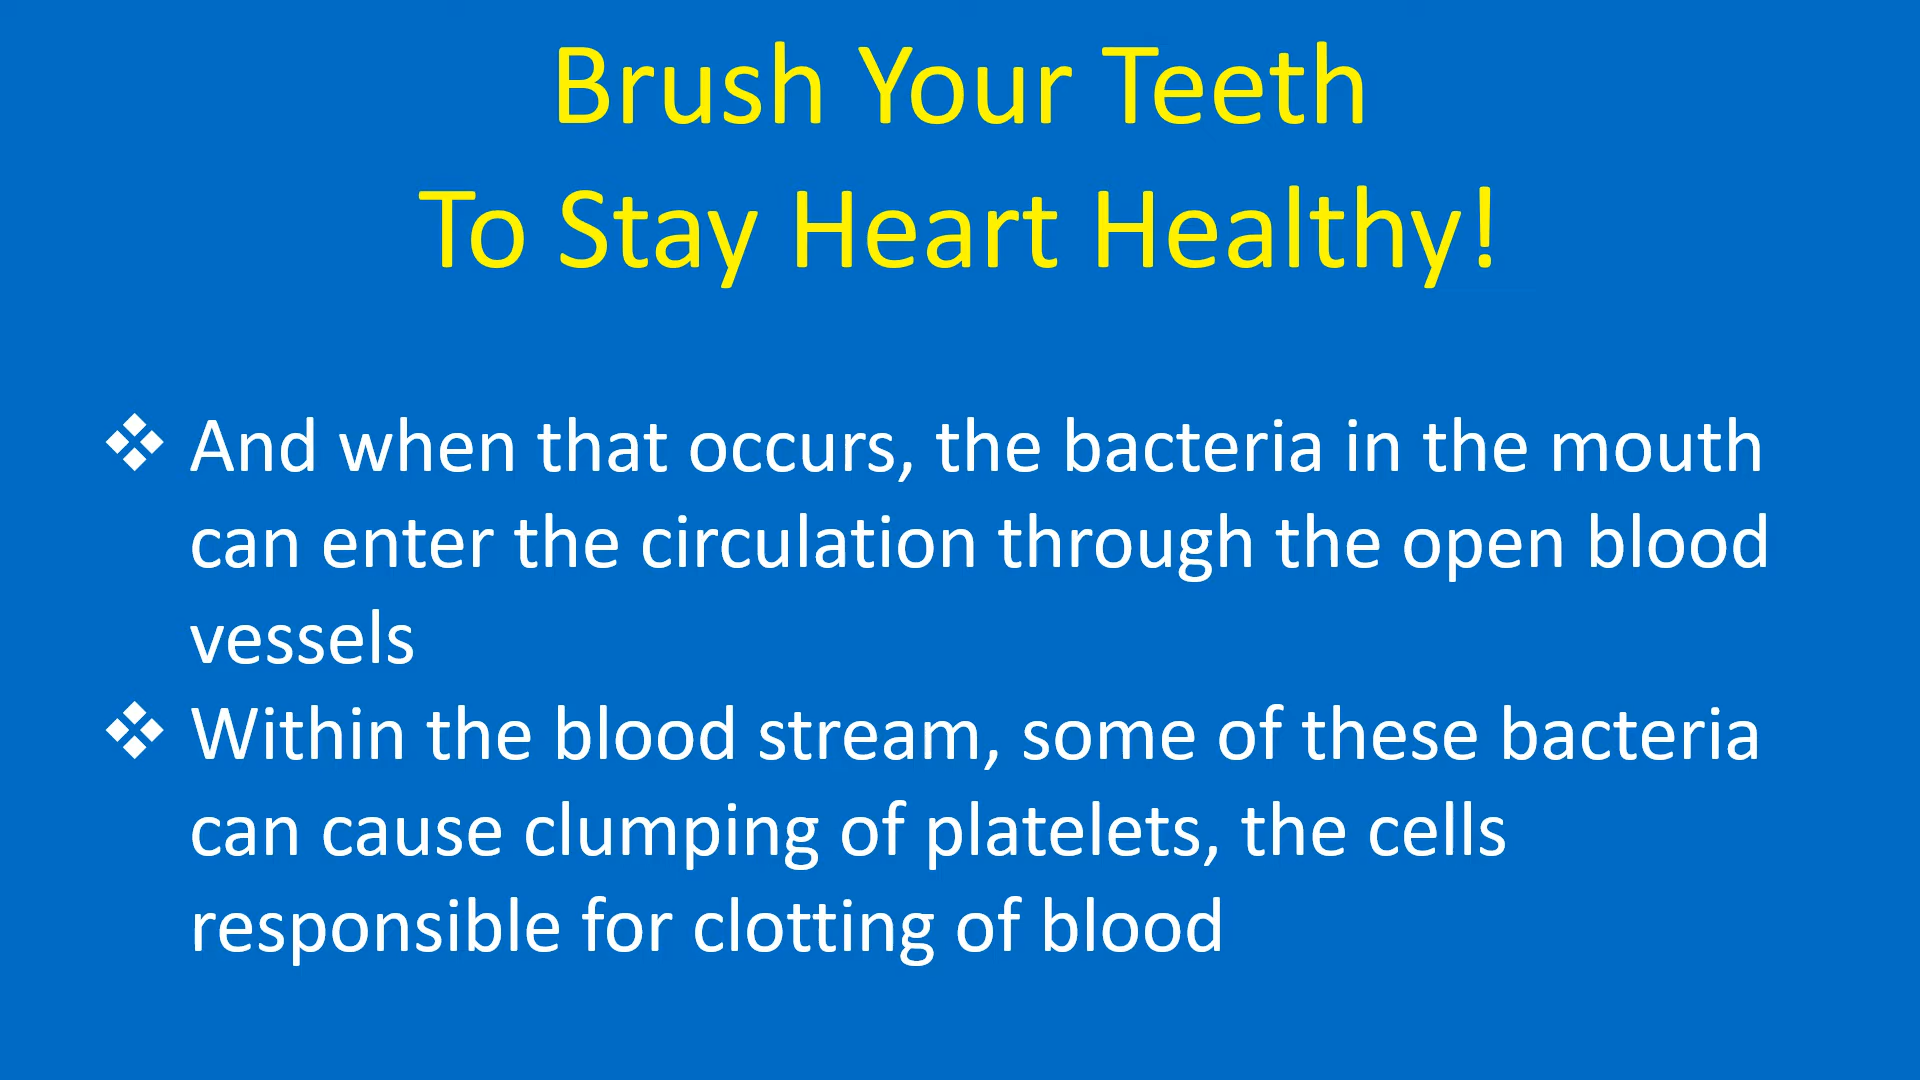 Brush Your Teeth
To Stay Heart Healthy!
❖ And when that occurs, the bacteria in the mouth
can enter the circulation through the open blood
vessels
❖ Within the blood stream, some of these bacteria
can cause clumping of platelets, the cells
responsible for clotting of blood